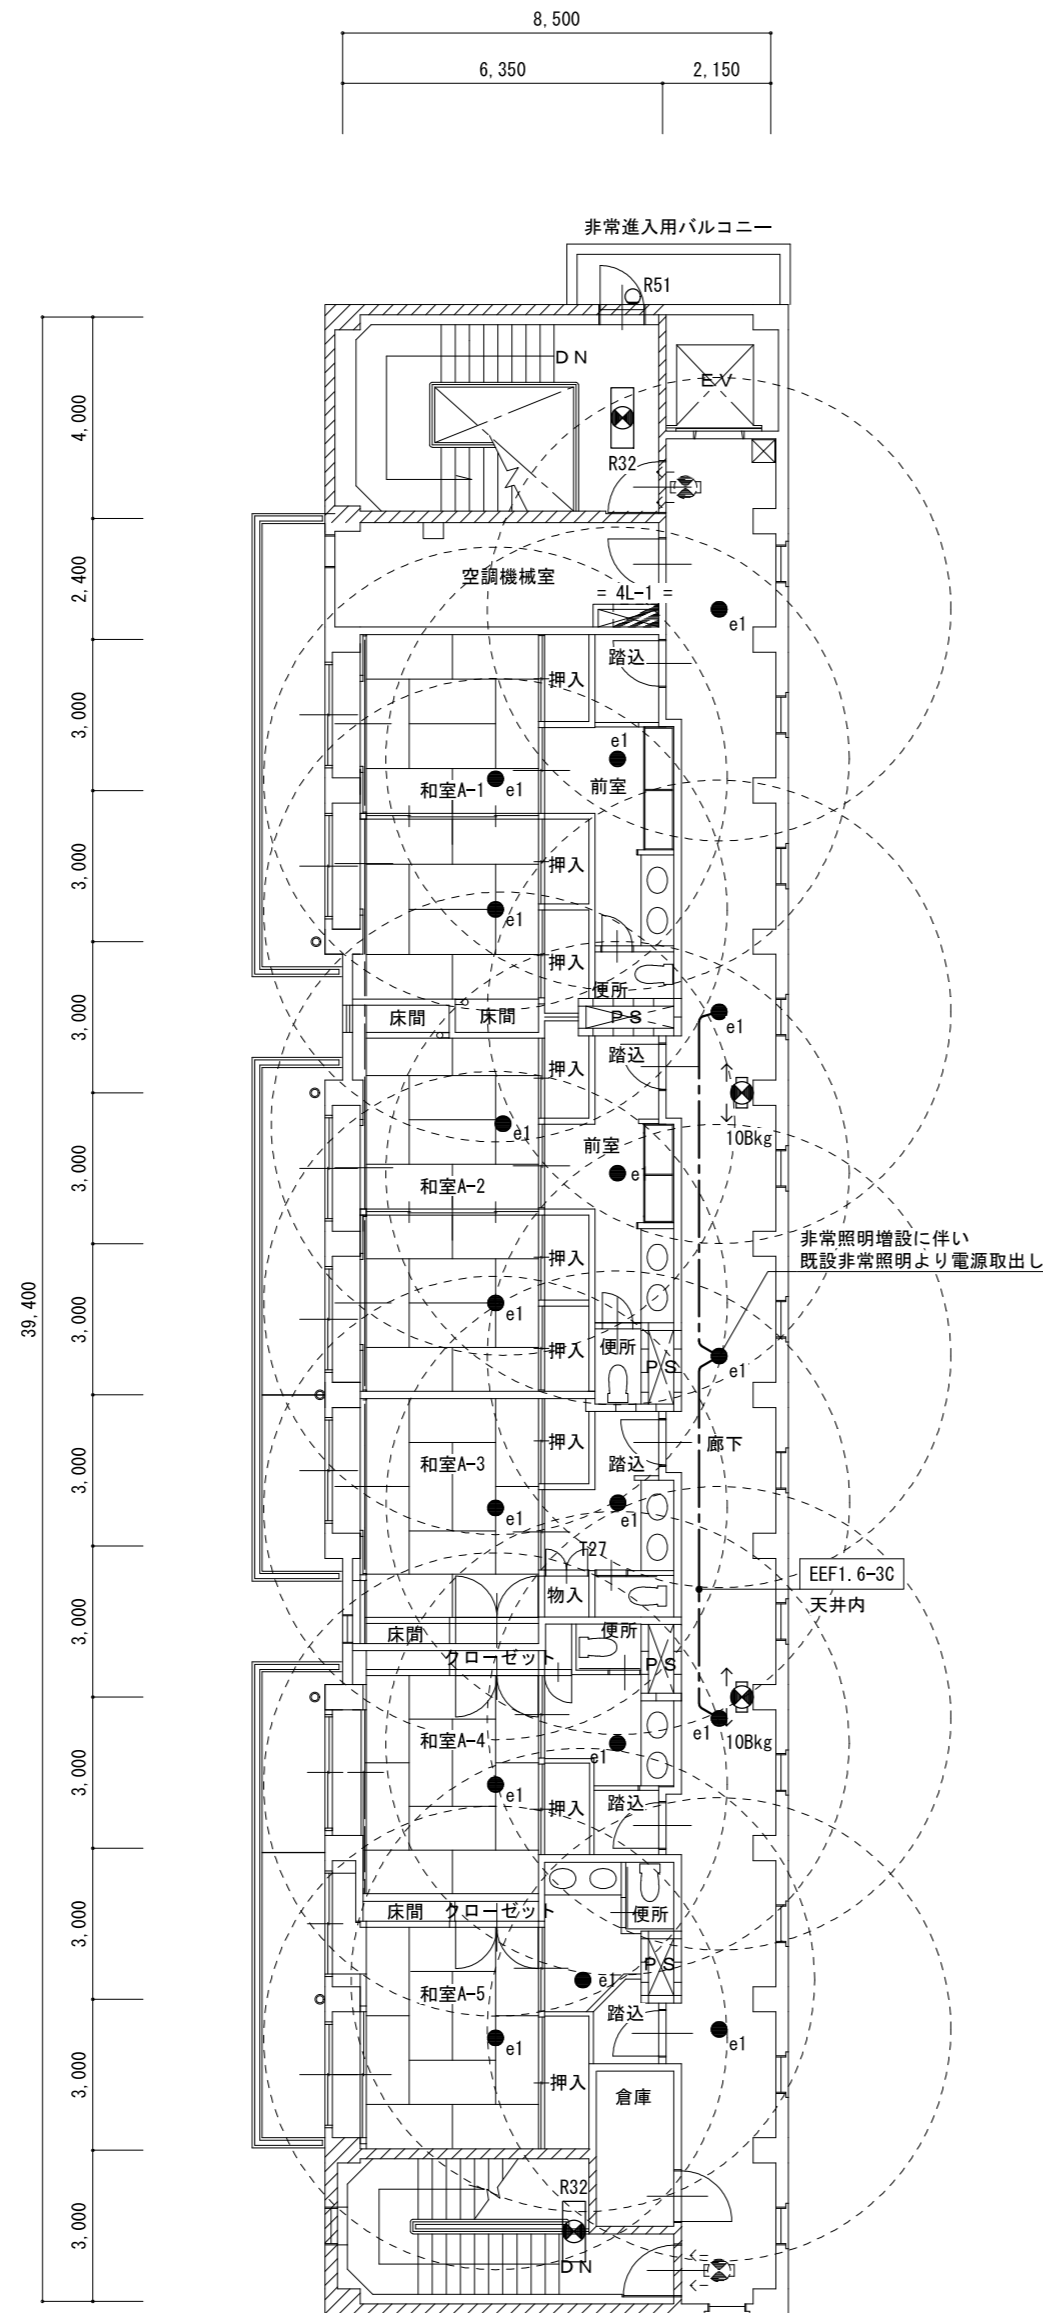 8,500
6,350
2,150
非常進入用バルコニー
R51
DN
EV
4,000
R32
2,400
空調機械室
= 4L-1 =
e1
踏込
押入
3,000
e1
和室A-1
e1
前室
3,000
押入
e1
押入
便所
3,000
床間
床間
PS
e1
踏込
押入
e1
前室
10Bkg
3,000
e1
和室A-2
非常照明増設に伴い
既設非常照明より電源取出し
押入
39,400
3,000
e1
便所
押入
PS
e1
廊下
押入
和室A-3
踏込
3,000
e1
e1
T27
EEF1.6-3C
物入
天井内
3,000
床間
便所
クローゼット
PS
e1
10Bkg
和室A-4
e1
3,000
e1
踏込
押入
床間
クローゼット
便所
3,000
PS
e1
和室A-5
踏込
e1
e1
3,000
押入
倉庫
R32
3,000
DN